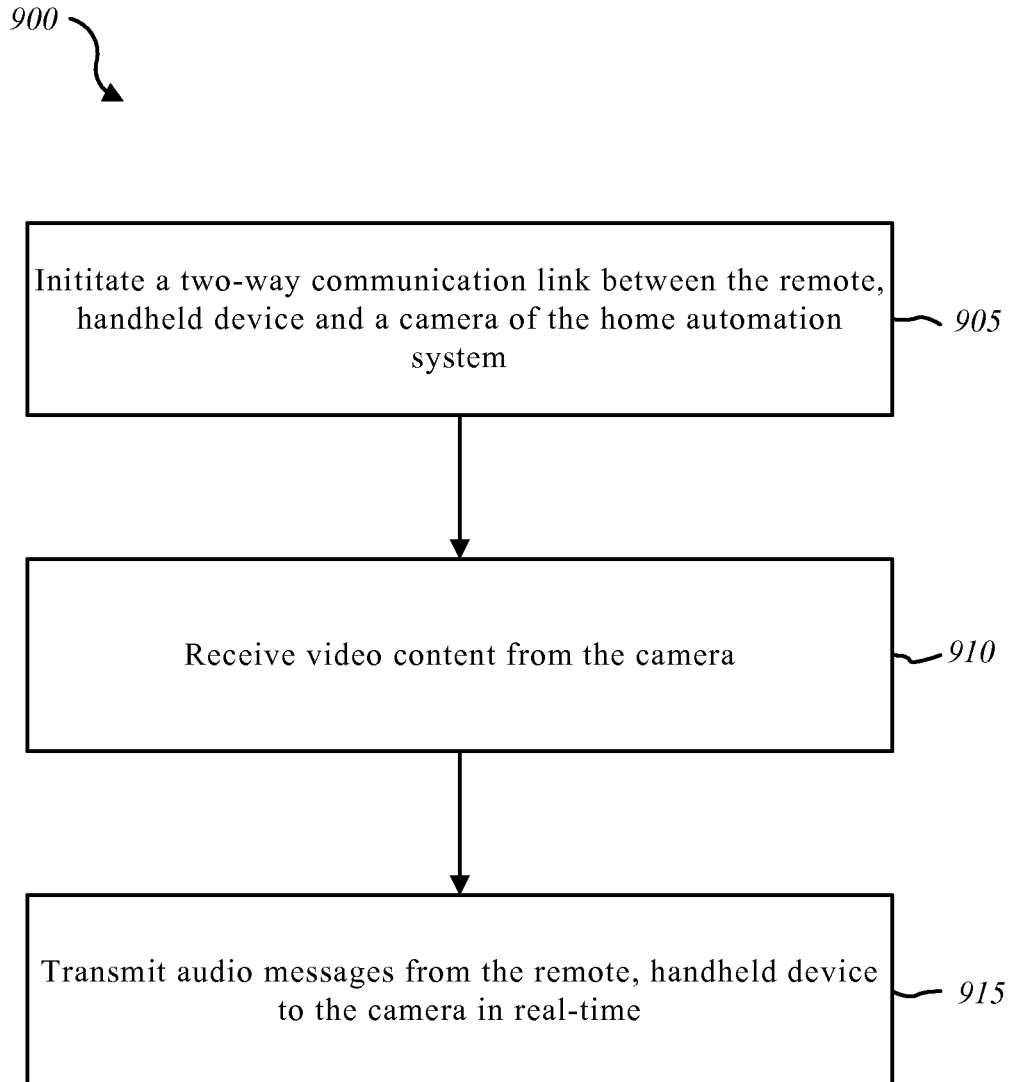 900
Inititate a two-way communication link between the remote,
handheld device and a camera of the home automation
system
905
Receive video content from the camera
910
Transmit audio messages from the remote, handheld device
to the camera in real-time
915